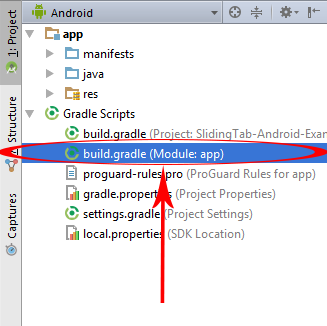 Android
1: Project
Structure
Captures
app
manifests
java
res
Gradle Scripts
build.gradle (Project: SlidingTab-Android-Exan
build.gradle (Module: app)
proguard-rules.pro (ProGuard Rules for app)
gradle.properties (Project Properties)
settings.gradle (Project Settings)
local.properties (SDK Location)